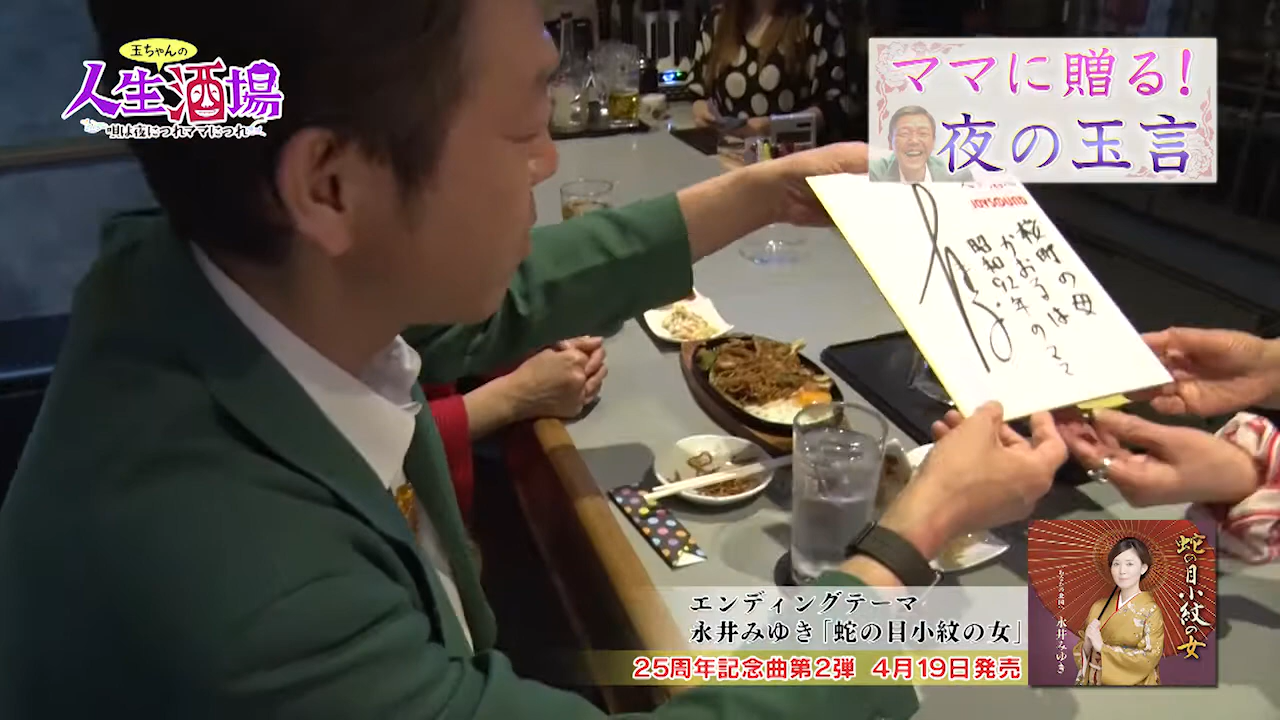 玉ちゃんの
人生酒場
唄は夜につれママにつれ
ママに贈る!
夜の玉言
JOYSOUND
桜町の母
かおるは
昭和92年のママ
エンディングテーマ
永井みゆき「蛇の目小紋の女」
25周年記念曲第2弾 4月19日発売
蛇の目小紋の女
永井みゆき